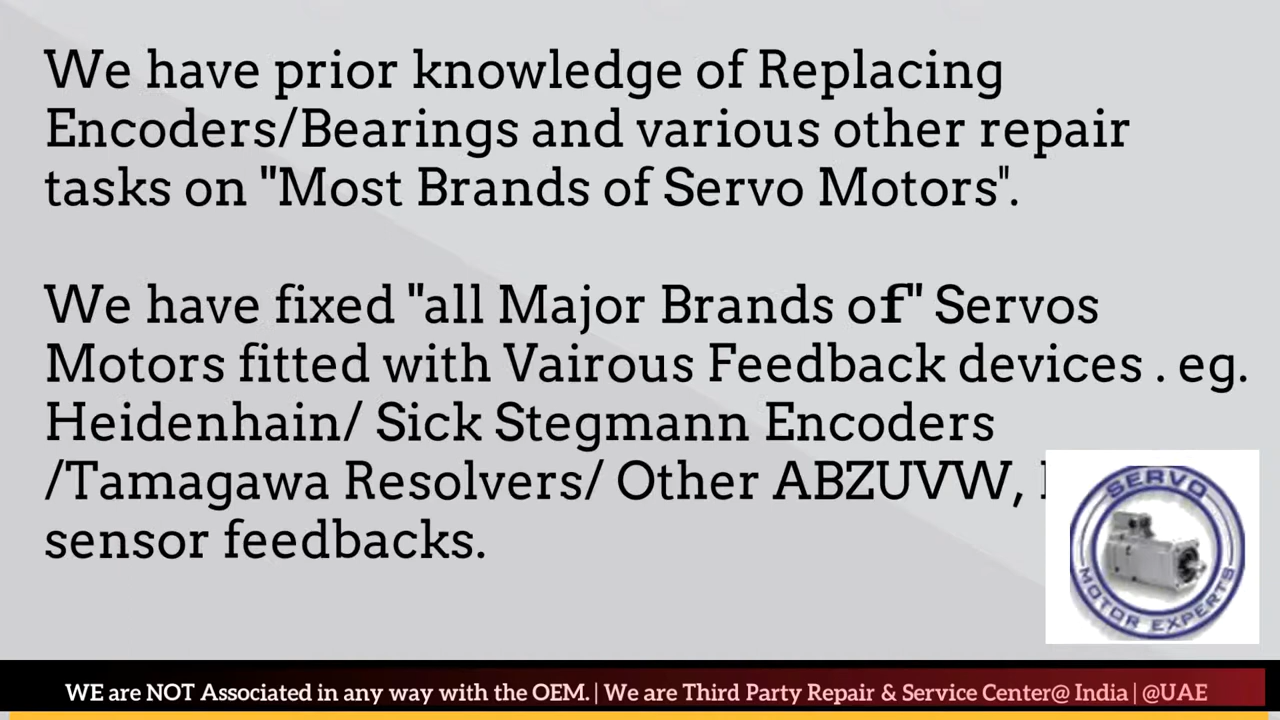 We have prior knowledge of Replacing
Encoders/Bearings and various other repair
tasks on "Most Brands of Servo Motors".
We have fixed "all Major Brands of" Servos
Motors fitted with Vairous Feedback devices . eg.
Heidenhain/ Sick Stegmann Encoders
/Tamagawa Resolvers/ Other ABZUVW,
sensor feedbacks.
SERVO
MOTOR EXPERTS
WE are NOT Associated in any way with the OEM. | We are Third Party Repair & Service Center@ India | @UAE